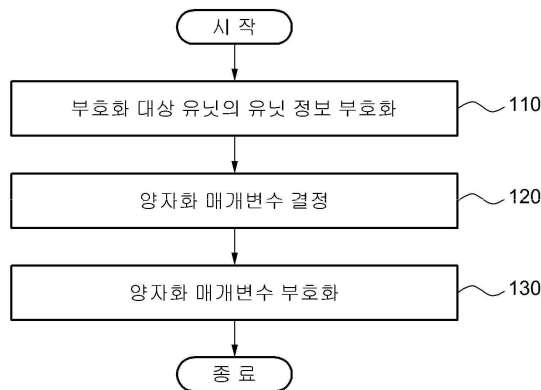 시 작
부호화 대상 유닛의 유닛 정보 부호화
110
양자화 매개변수 결정
120
양자화 매개변수 부호화
130
종 료